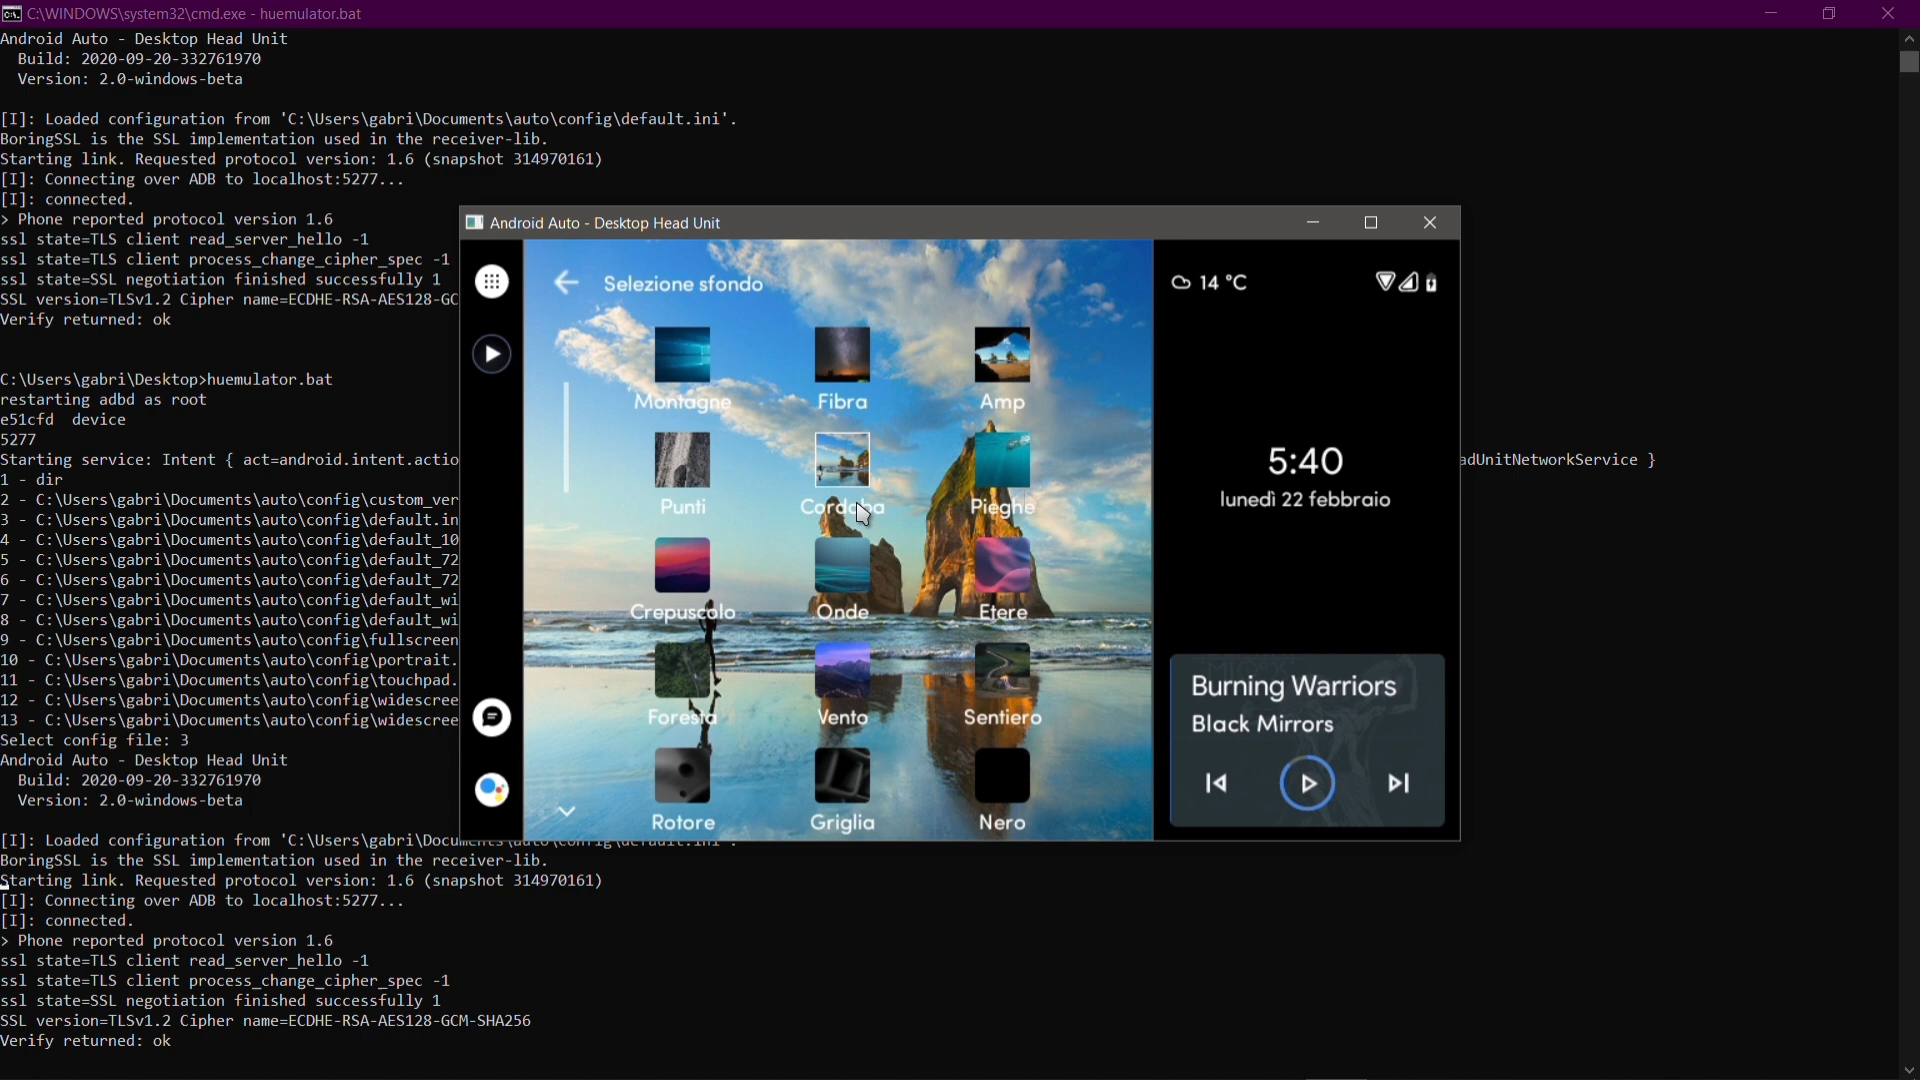 C:\WINDOWS\system32\cmd.exe - huemulator.bat
Android Auto - Desktop Head Unit
Build: 2020-09-20-332761970
Version: 2.0-windows-beta
[I]: Loaded configuration from 'C:\Users\gabri\Documents\auto\config\default.ini'.
BoringSSL is the SSL implementation used in the receiver-lib.
Starting link. Requested protocol version: 1.6 (snapshot 314970161)
[I]: Connecting over ADB to localhost:5277...
[I]: connected.
> Phone reported protocol version 1.6
ssl state=TLS client read_server_hello -1
ssl state=TLS client process_change_cipher_spec -1
ssl state=SSL negotiation finished successfully 1
SSL version=TLSv1.2 Cipher name=ECDHE-RSA-AES128-GC
Verify returned: ok
C:\Users\gabri\Desktop>huemulator.bat
restarting adbd as root
e51cfd device
5277
Starting service: Intent { act=android.intent.actio
adUnitNetworkService }
1 - dir
2 - C:\Users\gabri\Documents\auto\config\custom_ver
3 - C:\Users\gabri\Documents\auto\config\default.in
4 - C:\Users\gabri\Documents\auto\config\default_10
5 - C:\Users\gabri\Documents\auto\config\default_72
6 - C:\Users\gabri\Documents\auto\config\default_72
7 - C:\Users\gabri\Documents\auto\config\default_wi
8 - C:\Users\gabri\Documents\auto\config\default_wi
9 - C:\Users\gabri\Documents\auto\config\fullscreen
10 - C:\Users\gabri\Documents\auto\config\portrait.
11 - C:\Users\gabri\Documents\auto\config\touchpad.
12 - C:\Users\gabri\Documents\auto\config\widescree
13 - C:\Users\gabri\Documents\auto\config\widescree
Select config file: 3
Android Auto - Desktop Head Unit
Build: 2020-09-20-332761970
Version: 2.0-windows-beta
[I]: Loaded configuration from 'C:\Users\gabri\Documents\auto\config\default.ini'.
BoringSSL is the SSL implementation used in the receiver-lib.
Starting link. Requested protocol version: 1.6 (snapshot 314970161)
[I]: Connecting over ADB to localhost:5277...
[I]: connected.
> Phone reported protocol version 1.6
ssl state=TLS client read_server_hello -1
ssl state=TLS client process_change_cipher_spec -1
ssl state=SSL negotiation finished successfully 1
SSL version=TLSv1.2 Cipher name=ECDHE-RSA-AES128-GCM-SHA256
Verify returned: ok
Android Auto - Desktop Head Unit
Selezione sfondo
Montagne Fibra Amp
Punti Cordoba Pieghe
Crepuscolo Onde Etere
Foresta Vento Sentiero
Rotore Griglia Nero
14 °C
5:40
lunedì 22 febbraio
Burning Warriors
Black Mirrors